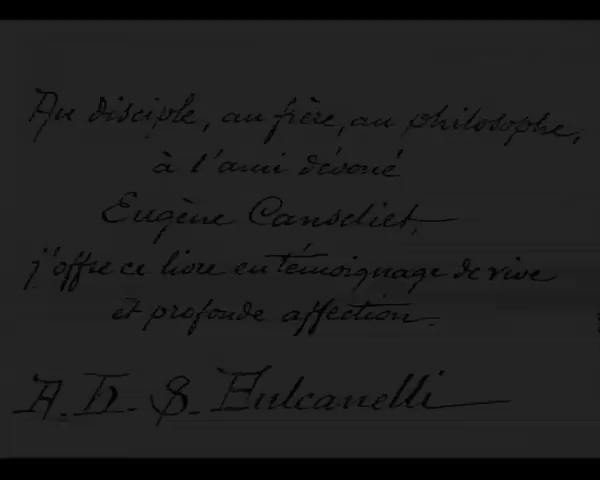 Au disciple, au frère, au philosophe,
à l'ami dévoué
Eugène Canseliet,
j'offre ce livre en témoignage de vive
et profonde affection.
A. H. S. Fulcanelli